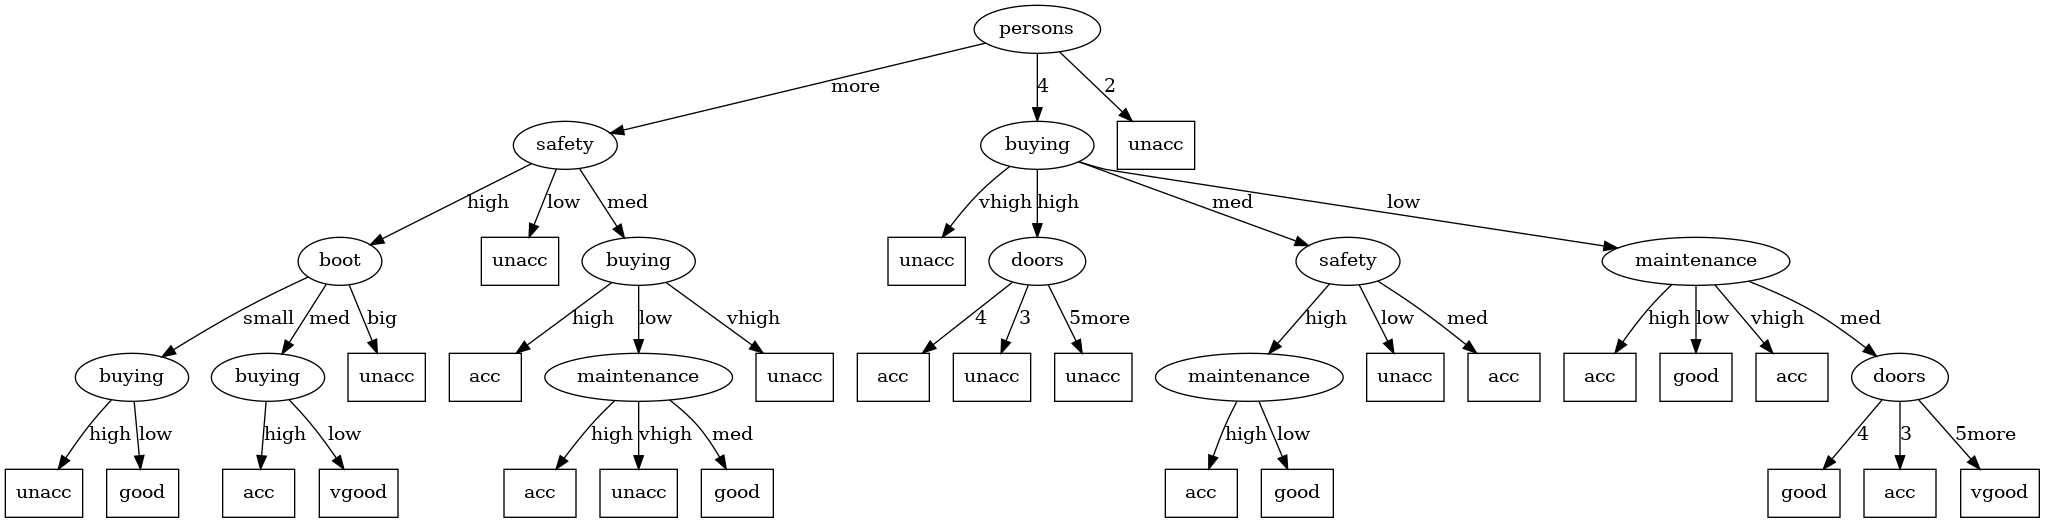 persons
more
4
2
safety
buying
unacc
high
low
med
vhigh
high
med
low
boot
unacc
buying
unacc
doors
safety
maintenance
small
med
big
high
low
vhigh
4
3
5more
high
low
med
high
low
vhigh
med
buying
buying
unacc
acc
maintenance
unacc
acc
unacc
unacc
maintenance
unacc
acc
acc
good
acc
doors
high
low
high
low
high
vhigh
med
high
low
4
3
5more
unacc
good
acc
vgood
acc
unacc
good
acc
good
good
acc
vgood